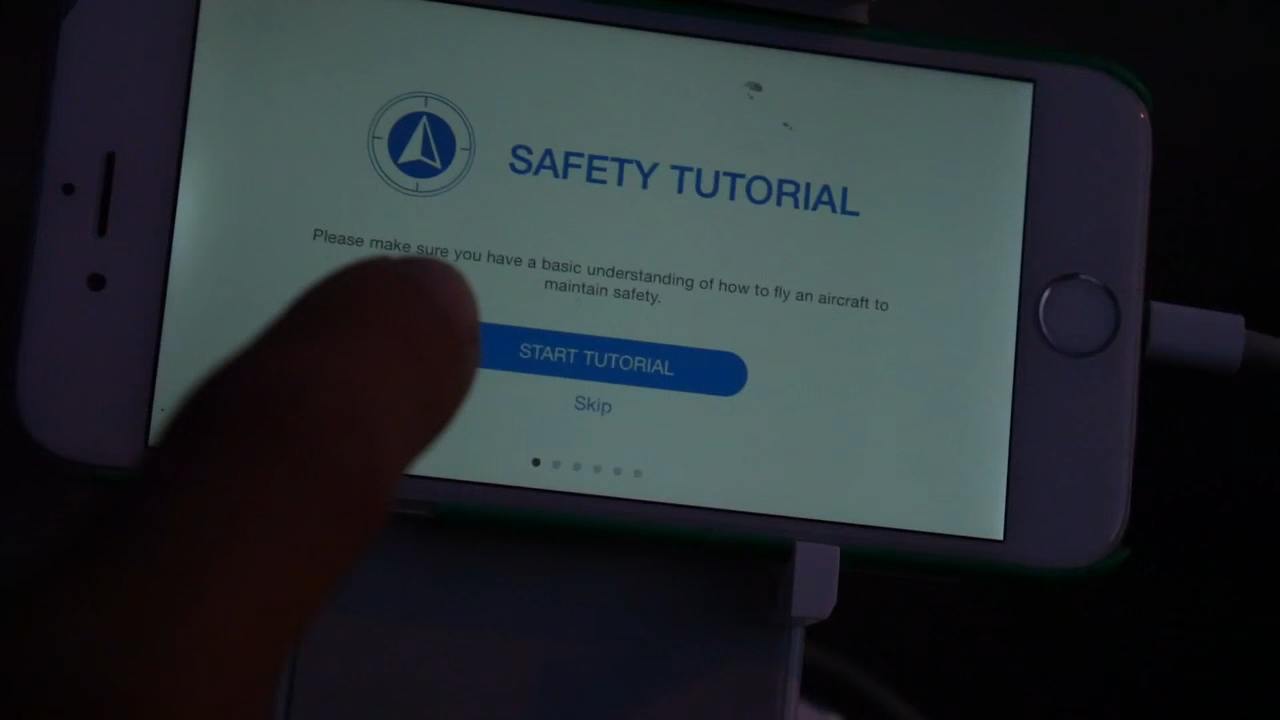 SAFETY TUTORIAL
Please make sure you have a basic understanding of how to fly an aircraft to
maintain safety.
START TUTORIAL
Skip